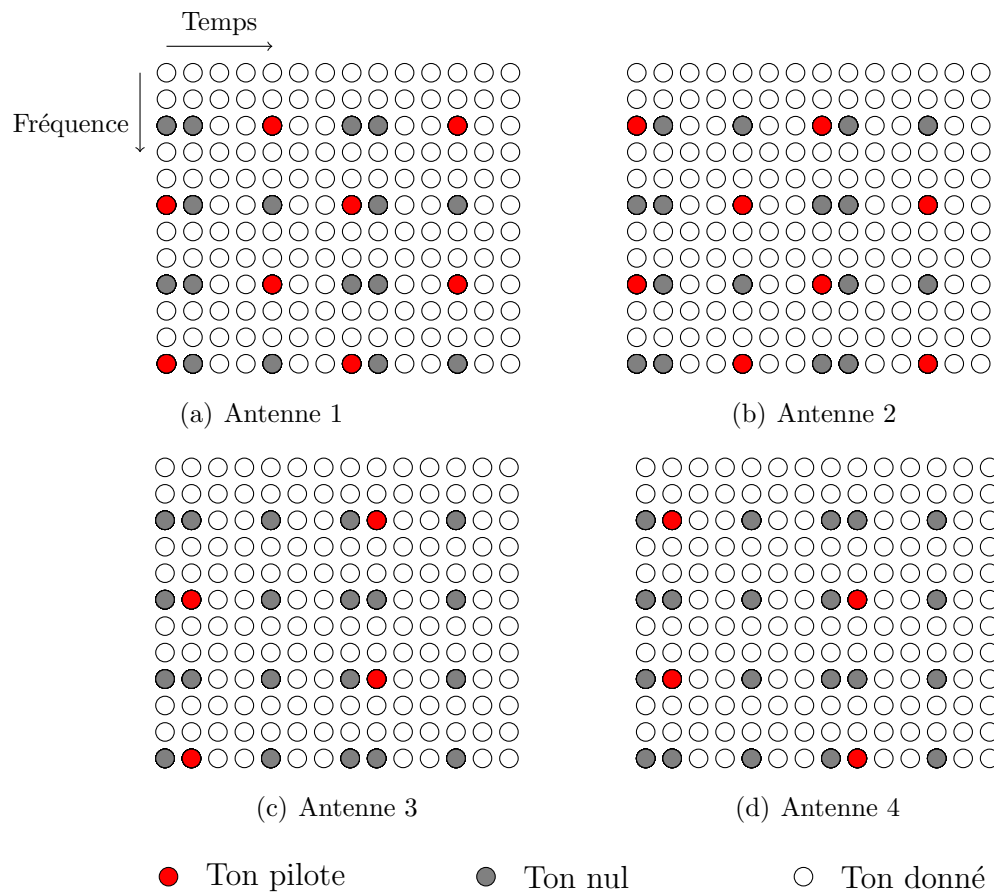 Temps
Fréquence
(a) Antenne 1
(b) Antenne 2
(c) Antenne 3
(d) Antenne 4
Ton pilote
Ton nul
Ton donné